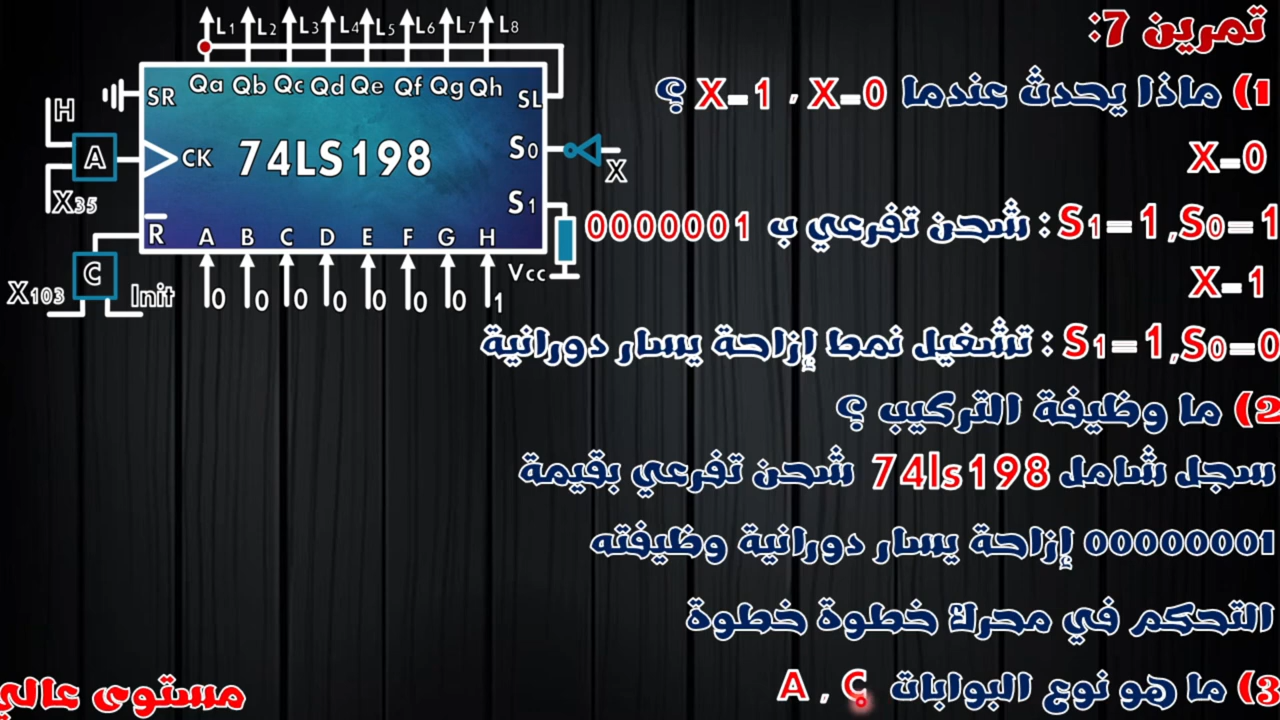 تمرين 7:
1) ماذا يحدث عندما X=0 ، X=1 ؟
X=0
S1=1 ,S0=1 : شحن تفرعي ب 0000001
X=1
S1=1,S0=0 : تشغيل نمط إزاحة يسار دورانية
2) ما وظيفة التركيب ؟
سجل شامل 74ls198 شحن تفرعي بقيمة
00000001 إزاحة يسار دورانية وظيفته
التحكم في محرك خطوة خطوة
3) ما هو نوع البوابات A , C؟
مستوى عالي
L1 L2 L3 L4 L5 L6 L7 L8
Qa Qb Qc Qd Qe Qf Qg Qh
SR SL
H
A CK 74LS198 S0
X
X35
S1
R A B C D E F G H
Vcc
C
X103 Init
0 0 0 0 0 0 0 1